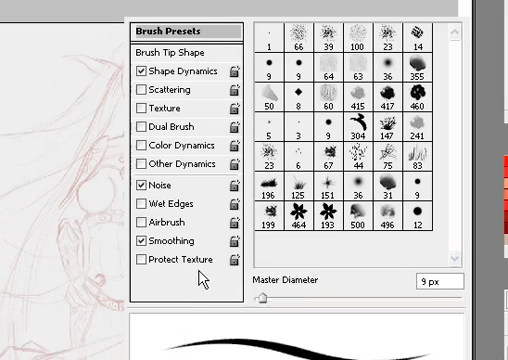 Brush Presets
Brush Tip Shape
Shape Dynamics
Scattering
Texture
Dual Brush
Color Dynamics
Other Dynamics
Noise
Wet Edges
Airbrush
Smoothing
Protect Texture
1 66 39 100 23 14
9 9 64 63 36 355
50 8 60 415 417 460
5 3 9 304 147 241
23 6 67 44 75 83
196 125 151 36 31 9
199 464 193 500 496 12
Master Diameter
9 px